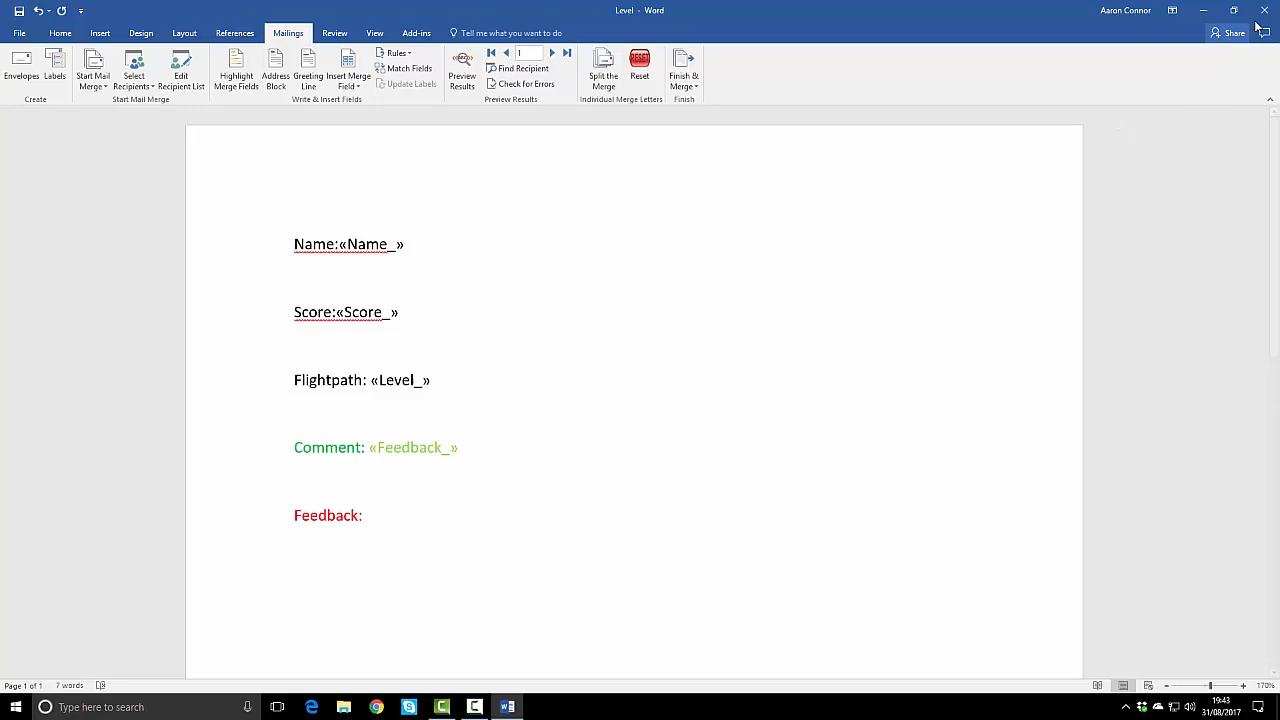 Level - Word
Aaron Connor
File Home Insert Design Layout References Mailings Review View Add-ins Tell me what you want to do Share
Envelopes Labels Start Mail Merge Select Recipients Edit Recipient List Highlight Merge Fields Address Block Greeting Line Insert Merge Field Rules Match Fields Update Labels Preview Results 1 Find Recipient Check for Errors Split the Merge RESET Reset Finish & Merge
Create Start Mail Merge Write & Insert Fields Preview Results Individual Merge Letters Finish
Name:«Name_»
Score:«Score_»
Flightpath: «Level_»
Comment: «Feedback_»
Feedback:
Page 1 of 1 7 words 170%
Type here to search
19:43
31/08/2017